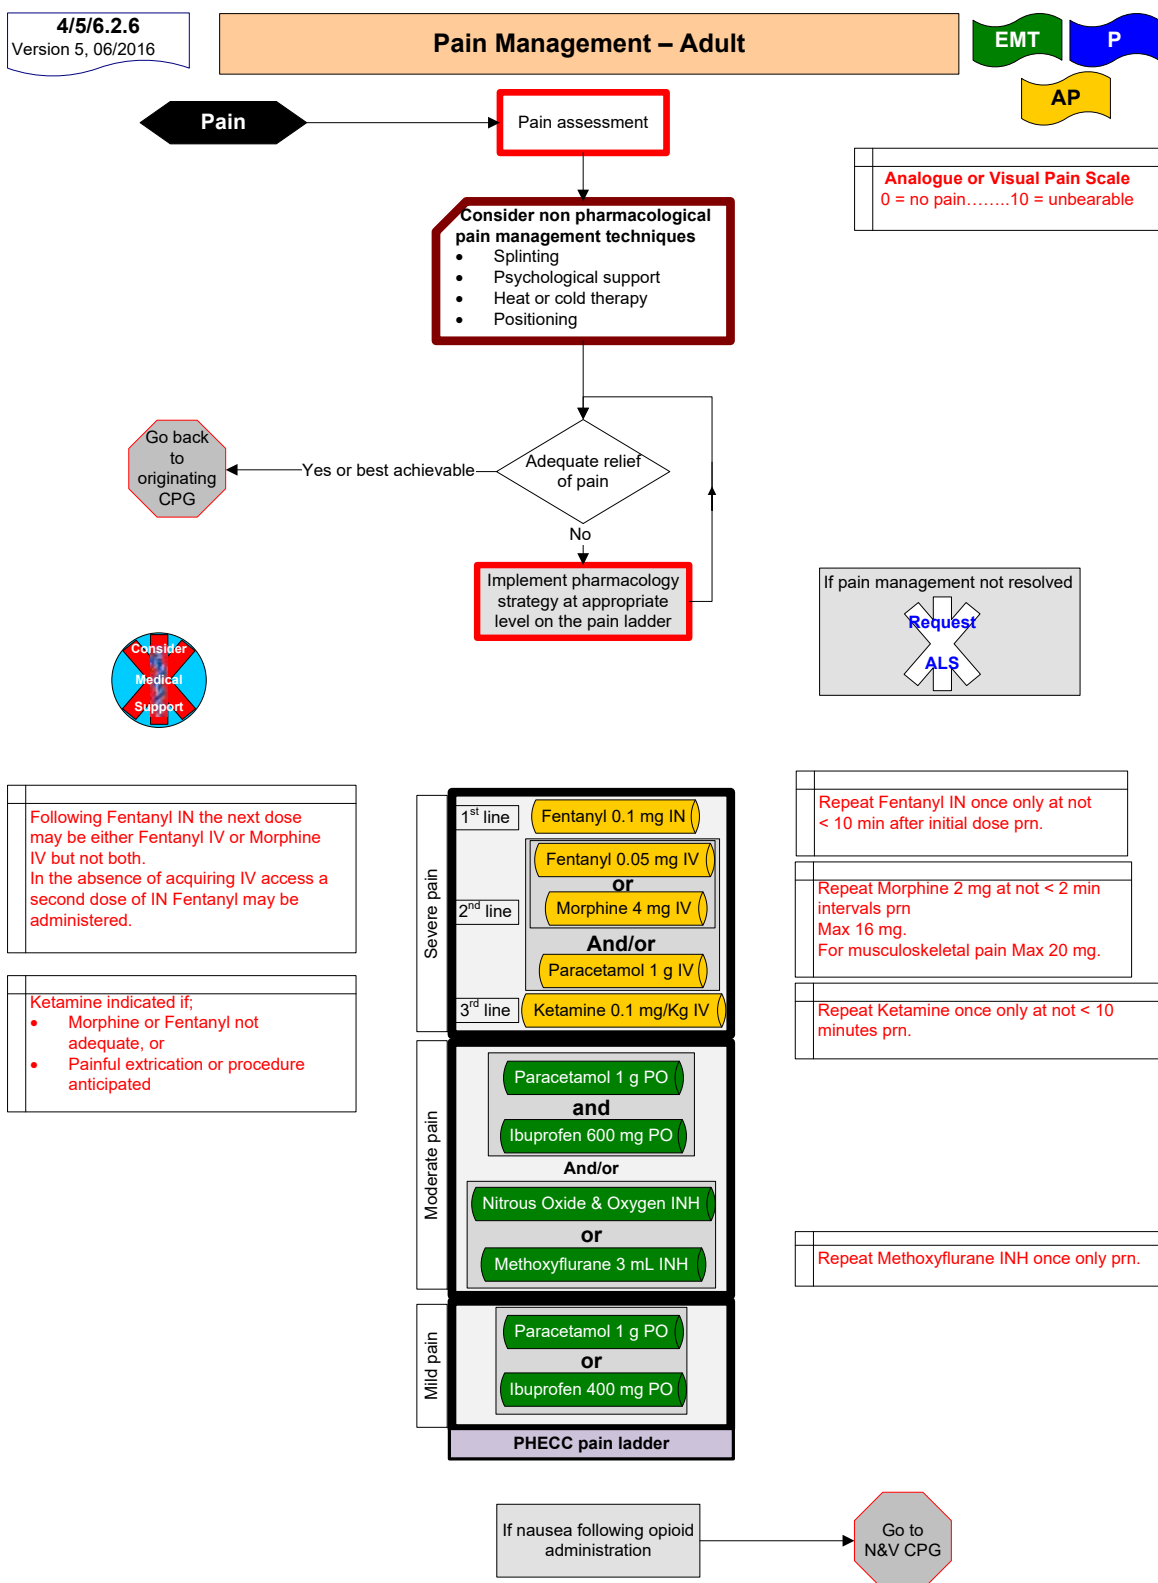 4/5/6.2.6
Version 5, 06/2016
Pain Management – Adult
EMT
P
AP
Pain
Pain assessment
Analogue or Visual Pain Scale
0 = no pain……..10 = unbearable
Consider non pharmacological
pain management techniques
• Splinting
• Psychological support
• Heat or cold therapy
• Positioning
Go back
to
originating
CPG
Yes or best achievable
Adequate relief
of pain
No
Implement pharmacology
strategy at appropriate
level on the pain ladder
If pain management not resolved
Request
ALS
Consider
Medical
Support
Following Fentanyl IN the next dose
may be either Fentanyl IV or Morphine
IV but not both.
In the absence of acquiring IV access a
second dose of IN Fentanyl may be
administered.
Ketamine indicated if;
• Morphine or Fentanyl not
adequate, or
• Painful extrication or procedure
anticipated
Severe pain
1st line
Fentanyl 0.1 mg IN
Fentanyl 0.05 mg IV
or
2nd line
Morphine 4 mg IV
And/or
Paracetamol 1 g IV
3rd line
Ketamine 0.1 mg/Kg IV
Repeat Fentanyl IN once only at not
< 10 min after initial dose prn.
Repeat Morphine 2 mg at not < 2 min
intervals prn
Max 16 mg.
For musculoskeletal pain Max 20 mg.
Repeat Ketamine once only at not < 10
minutes prn.
Moderate pain
Paracetamol 1 g PO
and
Ibuprofen 600 mg PO
And/or
Nitrous Oxide & Oxygen INH
or
Methoxyflurane 3 mL INH
Repeat Methoxyflurane INH once only prn.
Mild pain
Paracetamol 1 g PO
or
Ibuprofen 400 mg PO
PHECC pain ladder
If nausea following opioid
administration
Go to
N&V CPG